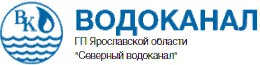 ВК
ВОДОКАНАЛ
ГП Ярославской области
"Северный водоканал"